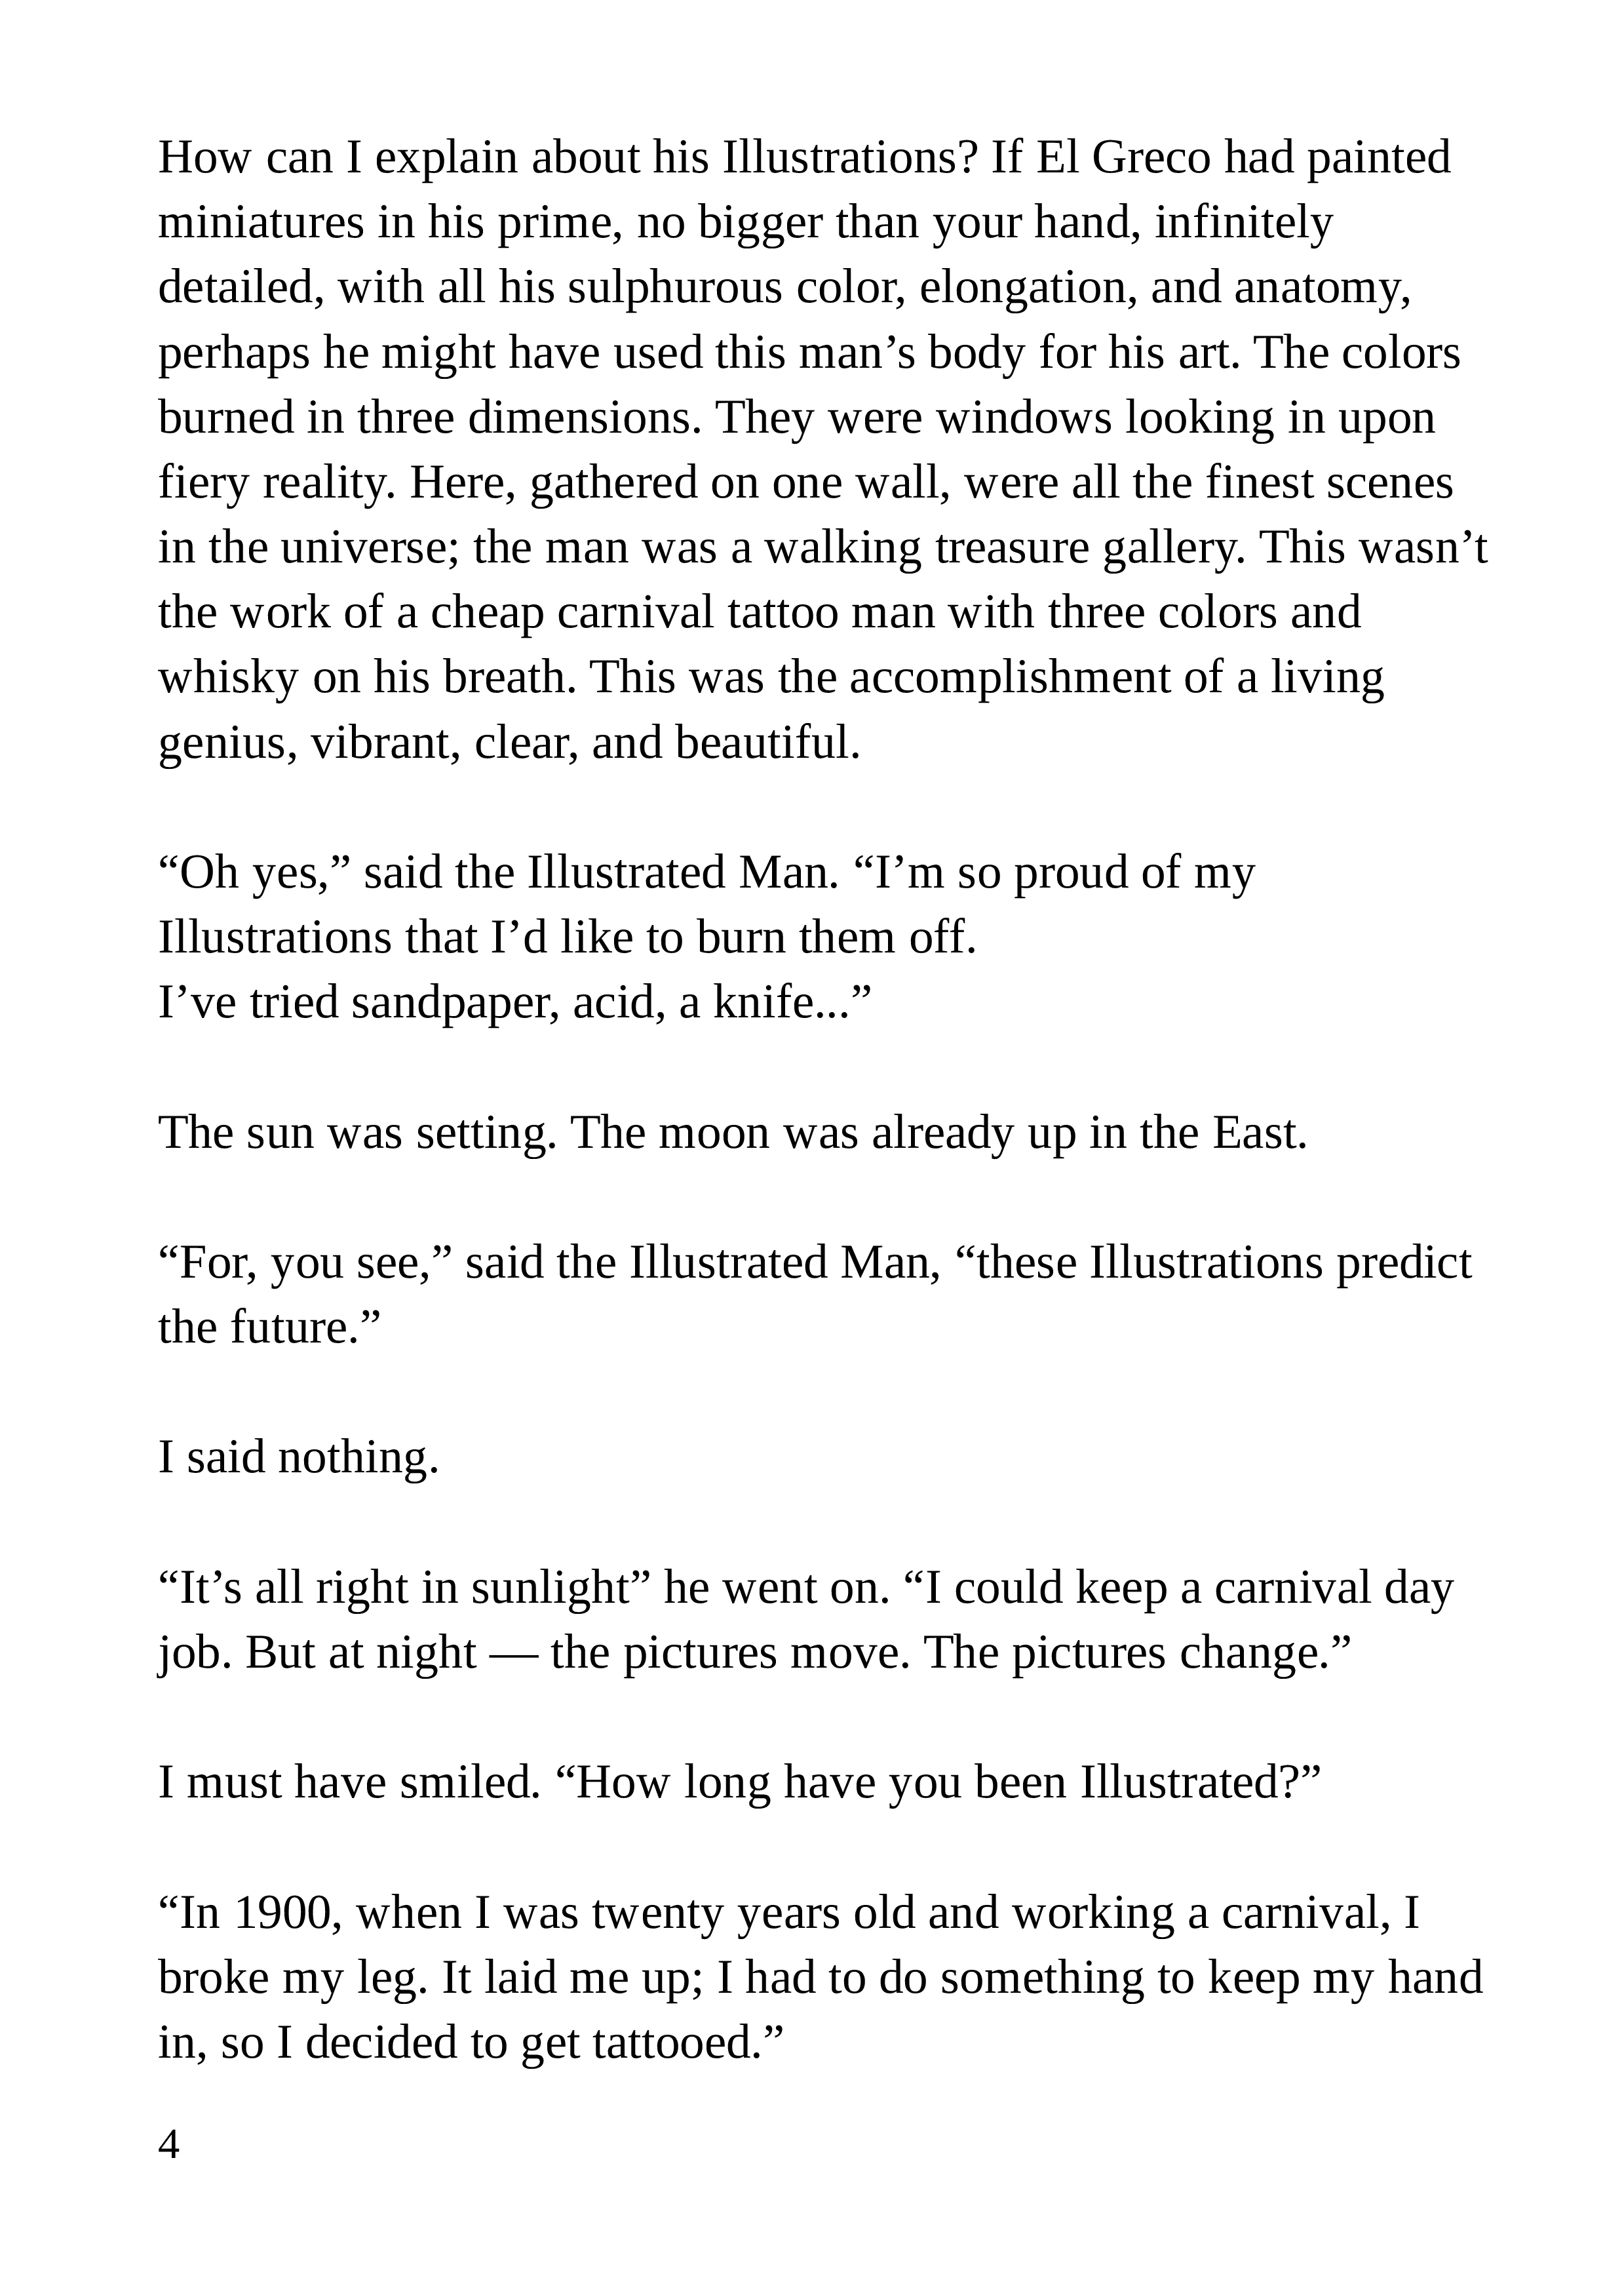 How can I explain about his Illustrations? If El Greco had painted
miniatures in his prime, no bigger than your hand, infinitely
detailed, with all his sulphurous color, elongation, and anatomy,
perhaps he might have used this man’s body for his art. The colors
burned in three dimensions. They were windows looking in upon
fiery reality. Here, gathered on one wall, were all the finest scenes
in the universe; the man was a walking treasure gallery. This wasn’t
the work of a cheap carnival tattoo man with three colors and
whisky on his breath. This was the accomplishment of a living
genius, vibrant, clear, and beautiful.
“Oh yes,” said the Illustrated Man. “I’m so proud of my
Illustrations that I’d like to burn them off.
I’ve tried sandpaper, acid, a knife...”
The sun was setting. The moon was already up in the East.
“For, you see,” said the Illustrated Man, “these Illustrations predict
the future.”
I said nothing.
“It’s all right in sunlight” he went on. “I could keep a carnival day
job. But at night — the pictures move. The pictures change.”
I must have smiled. “How long have you been Illustrated?”
“In 1900, when I was twenty years old and working a carnival, I
broke my leg. It laid me up; I had to do something to keep my hand
in, so I decided to get tattooed.”
4